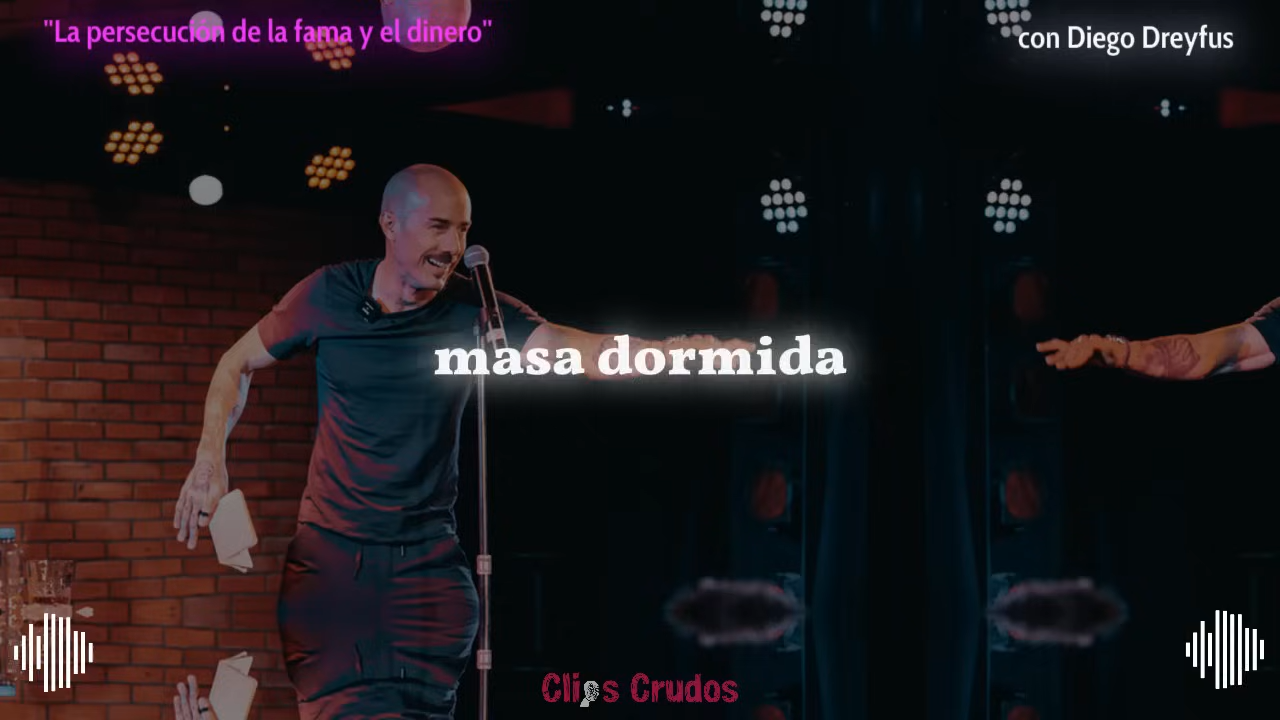 "La persecución de la fama y el dinero"
con Diego Dreyfus
masa dormida
Clips Crudos